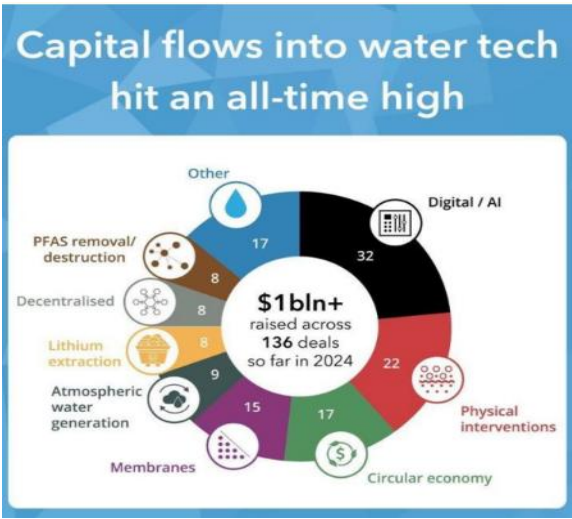 Capital flows into water tech
hit an all-time high
Other
17
Digital / AI
32
PFAS removal/
destruction
8
Decentralised
8
Lithium
extraction
8
Atmospheric
water
generation
9
Membranes
15
Circular economy
17
$
Physical
interventions
22
$1bln+
raised across
136 deals
so far in 2024